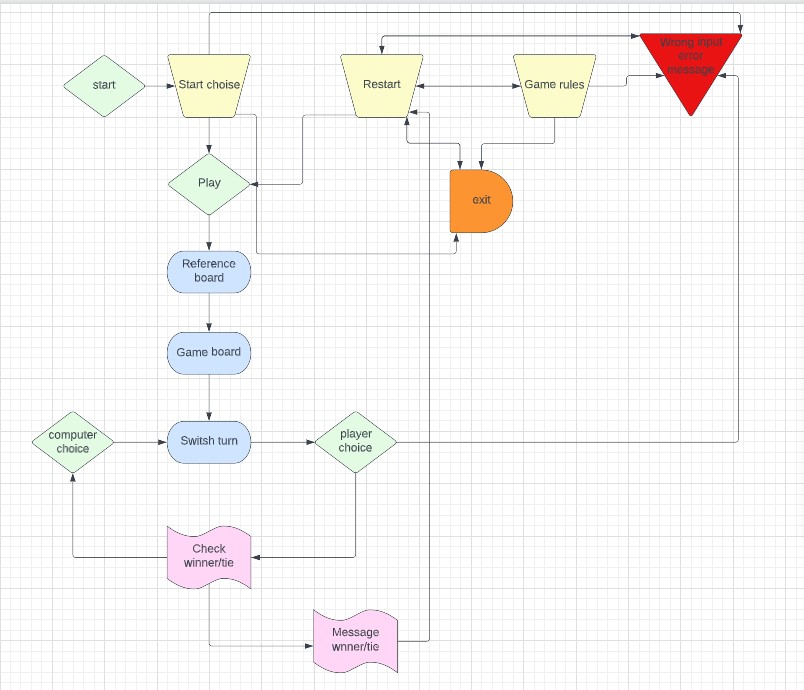 start
Start choise
Restart
Game rules
Wrong input
error
message
Play
exit
Reference
board
Game board
computer
choice
Switsh turn
player
choice
Check
winner/tie
Message
wnner/tie